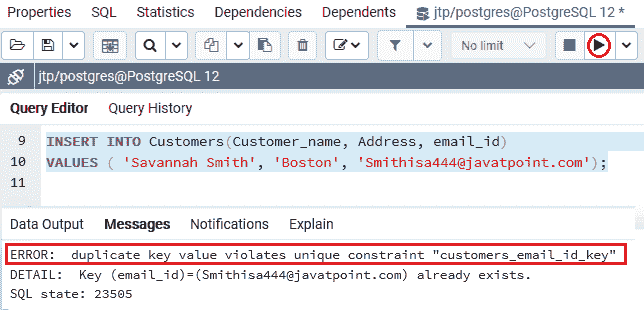 Properties SQL Statistics Dependencies Dependents jtp/postgres@PostgreSQL 12 *
No limit
jtp/postgres@PostgreSQL 12
Query Editor Query History
9 INSERT INTO Customers(Customer_name, Address, email_id)
10 VALUES ( 'Savannah Smith', 'Boston', 'Smithisa444@javatpoint.com');
11
Data Output Messages Notifications Explain
ERROR: duplicate key value violates unique constraint "customers_email_id_key"
DETAIL: Key (email_id)=(Smithisa444@javatpoint.com) already exists.
SQL state: 23505